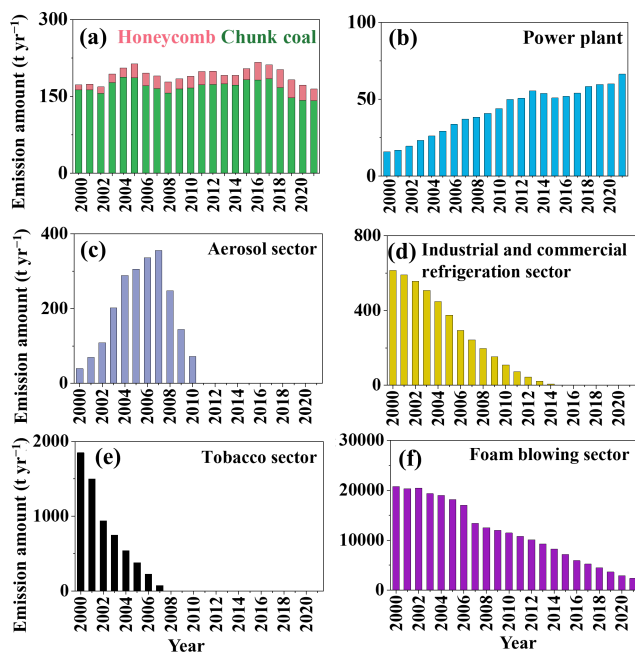 (a) Honeycomb Chunk coal
Emission amount (t yr⁻¹)
300
150
0
2000 2002 2004 2006 2008 2010 2012 2014 2016 2018 2020
(b) Power plant
100
50
0
2000 2002 2004 2006 2008 2010 2012 2014 2016 2018 2020
(c) Aerosol sector
Emission amount (t yr⁻¹)
400
200
0
2000 2002 2004 2006 2008 2010 2012 2014 2016 2018 2020
(d) Industrial and commercial
refrigeration sector
800
400
0
2000 2002 2004 2006 2008 2010 2012 2014 2016 2018 2020
(e) Tobacco sector
Emission amount (t yr⁻¹)
2000
1000
0
2000 2002 2004 2006 2008 2010 2012 2014 2016 2018 2020
Year
(f) Foam blowing sector
30000
20000
10000
0
2000 2002 2004 2006 2008 2010 2012 2014 2016 2018 2020
Year